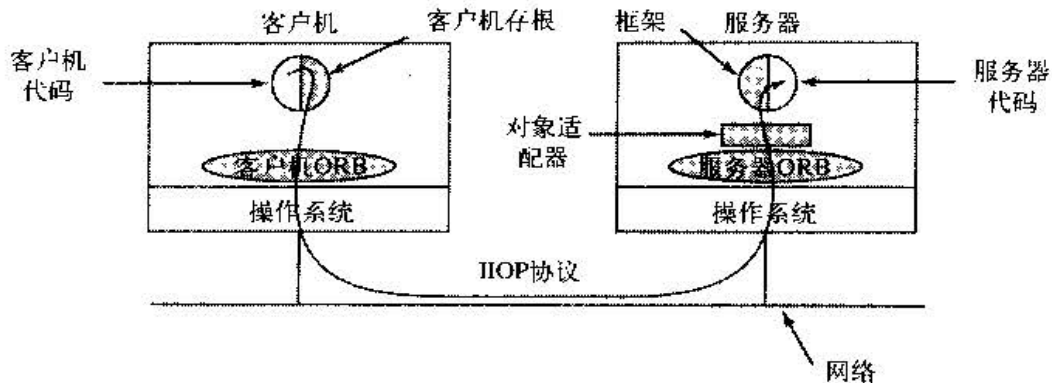 客户机
客户机存根
框架
服务器
客户机
代码
服务器
代码
对象适
配器
客户机ORB
服务器ORB
操作系统
操作系统
IIOP协议
网络